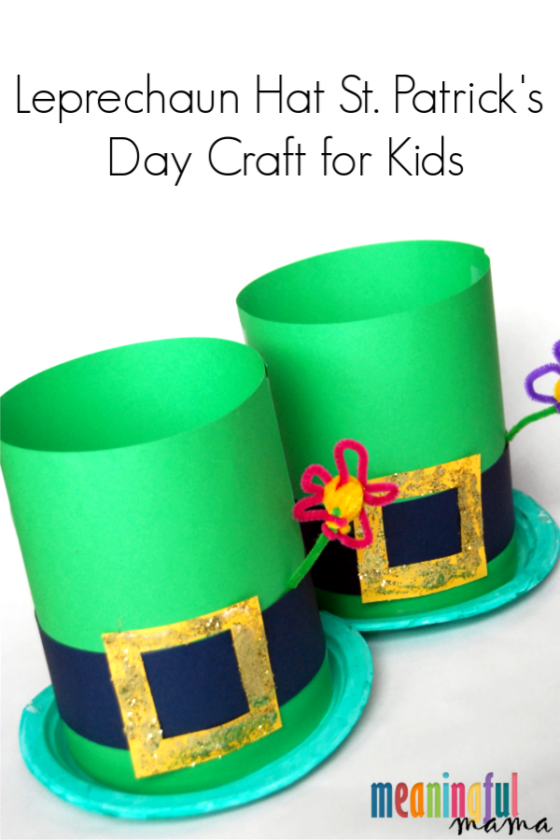 Leprechaun Hat St. Patrick's
Day Craft for Kids
meaningful
mama